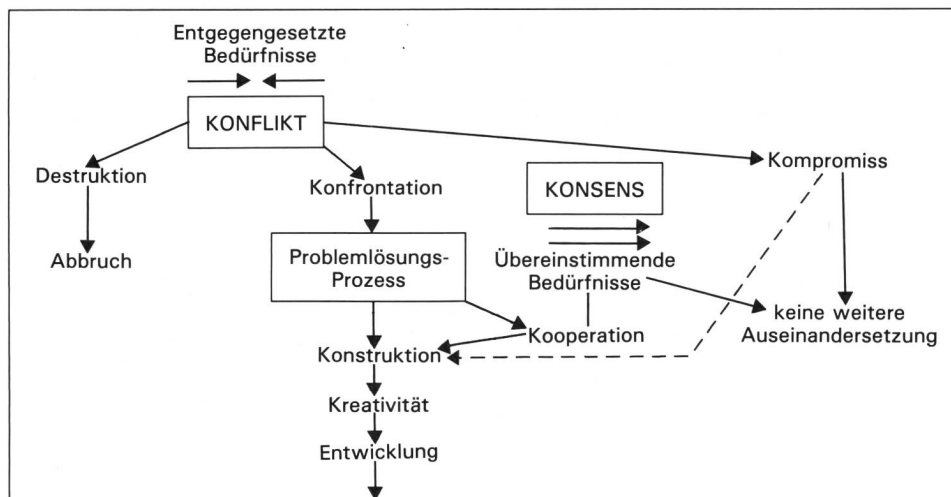 Entgegengesetzte
Bedürfnisse
KONFLIKT
Destruktion
Abbruch
Konfrontation
Problemlösungs-
Prozess
KONSENS
Übereinstimmende
Bedürfnisse
Kooperation
Kompromiss
keine weitere
Auseinandersetzung
Konstruktion
Kreativität
Entwicklung